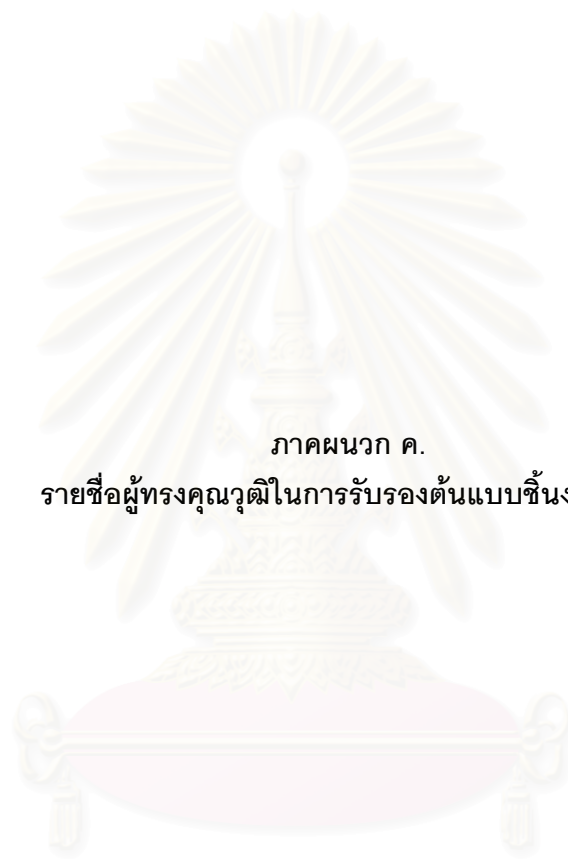 ภาคผนวก ค.
รายชื่อผู้ทรงคุณวุฒิในการรับรองต้นแบบชิ้น